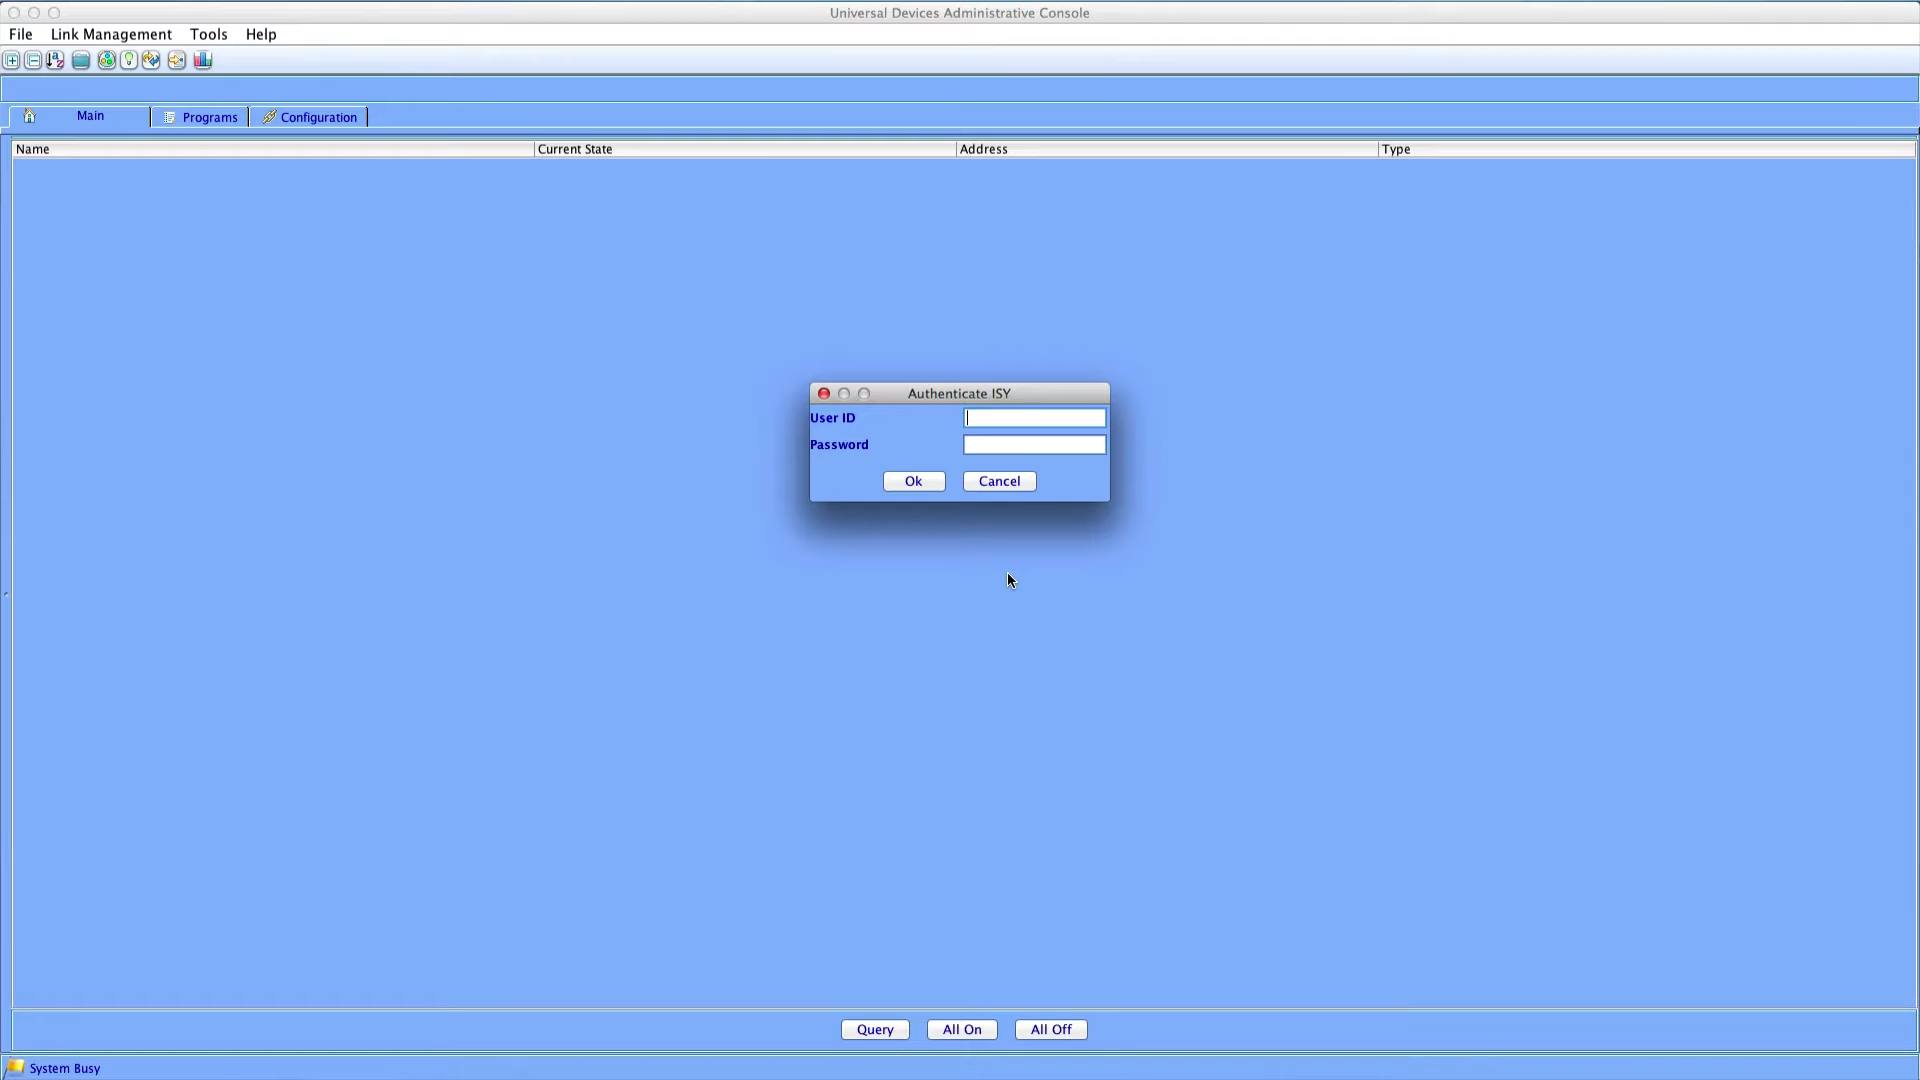 Universal Devices Administrative Console
File Link Management Tools Help
Main Programs Configuration
Name Current State Address Type
Authenticate ISY
User ID
Password
Ok Cancel
Query All On All Off
System Busy